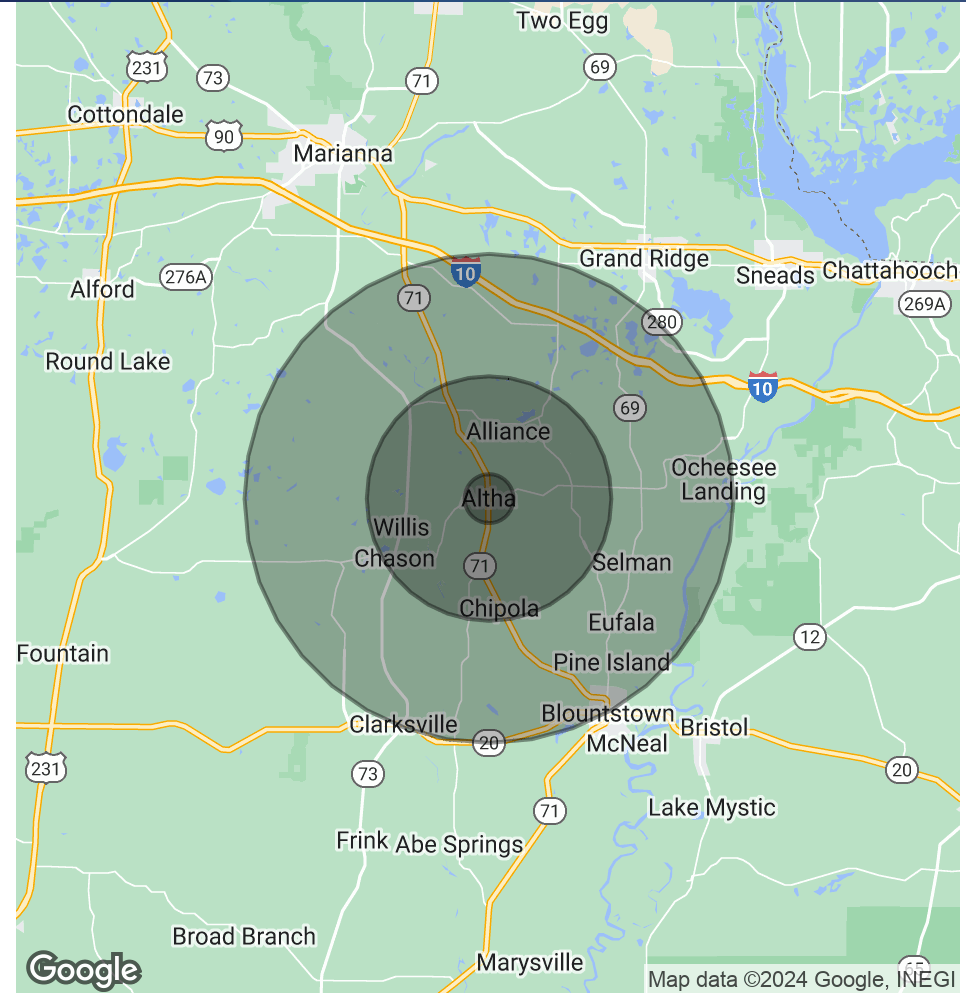 Two Egg
231
73
71
69
Cottondale
90
Marianna
Grand Ridge
Sneads
Chattahooch
10
276A
Alford
71
269A
280
Round Lake
10
69
Alliance
Ocheesee
Landing
Altha
Willis
Chason
71
Selman
Chipola
Eufala
12
Fountain
Pine Island
Blountstown
Clarksville
Bristol
McNeal
20
231
73
20
71
Lake Mystic
Frink
Abe Springs
Broad Branch
Marysville
65
Google
Map data ©2024 Google, INEGI